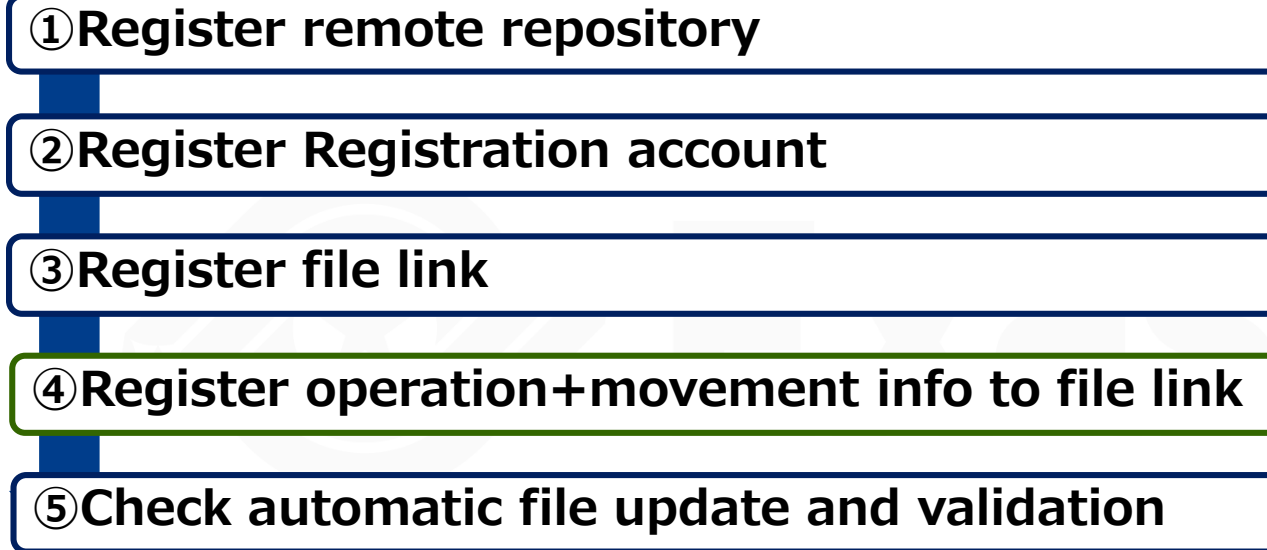 ①Register remote repository
②Register Registration account
③Register file link
④Register operation+movement info to file link
⑤Check automatic file update and validation